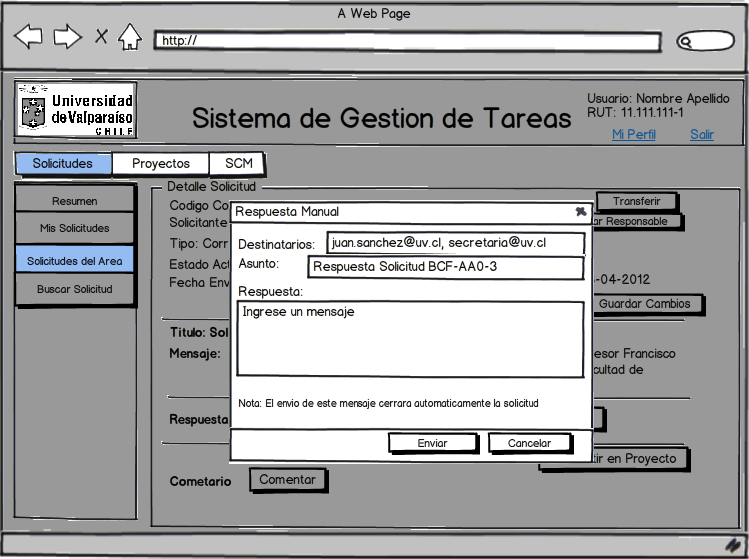 A Web Page
http://
Universidad
de Valparaíso
CHILE
Sistema de Gestion de Tareas
Usuario: Nombre Apellido
RUT: 11.111.111-1
Mi Perfil Salir
Solicitudes Proyectos SCM
Resumen
Mis Solicitudes
Solicitudes del Area
Buscar Solicitud
Detalle Solicitud
Codigo Co
Solicitante
Tipo: Corr
Estado Act
Fecha Env
Transferir
ar Responsable
-04-2012
Guardar Cambios
Respuesta Manual
Destinatarios: juan.sanchez@uv.cl, secretaria@uv.cl
Asunto: Respuesta Solicitud BCF-AA0-3
Respuesta:
Ingrese un mensaje
Nota: El envio de este mensaje cerrara automaticamente la solicitud
Enviar Cancelar
Titulo: Sol
Mensaje:
esor Francisco
cultad de
Respuesta
tir en Proyecto
Cometario Comentar